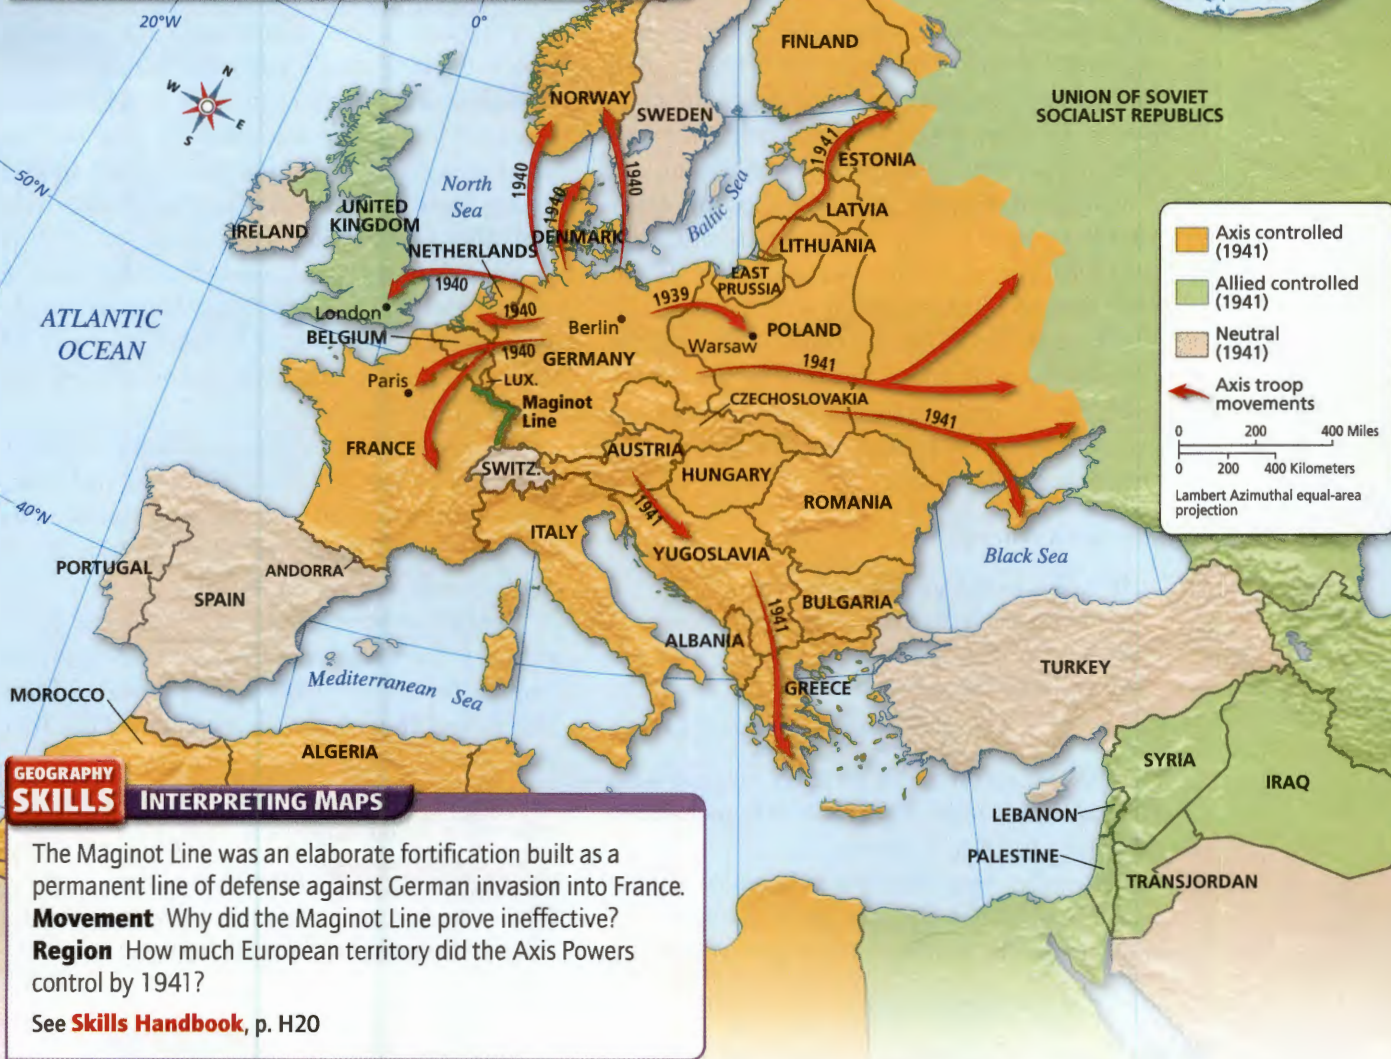 20°W
0°
N
W
E
S
FINLAND
NORWAY
SWEDEN
UNION OF SOVIET
SOCIALIST REPUBLICS
1941
ESTONIA
50°N
North
Sea
1940
1940
1940
Baltic Sea
LATVIA
UNITED
KINGDOM
IRELAND
DENMARK
LITHUANIA
NETHERLANDS
EAST
PRUSSIA
1940
1939
ATLANTIC
OCEAN
London
1940
Berlin
POLAND
BELGIUM
Warsaw
1940
GERMANY
1941
Paris
LUX.
Maginot
Line
CZECHOSLOVAKIA
1941
FRANCE
AUSTRIA
SWITZ.
HUNGARY
ROMANIA
40°N
1941
ITALY
YUGOSLAVIA
Black Sea
PORTUGAL
ANDORRA
SPAIN
BULGARIA
1941
ALBANIA
TURKEY
Mediterranean Sea
GREECE
MOROCCO
ALGERIA
SYRIA
IRAQ
LEBANON
PALESTINE
TRANSJORDAN
Axis controlled
(1941)
Allied controlled
(1941)
Neutral
(1941)
Axis troop
movements
0 200 400 Miles
0 200 400 Kilometers
Lambert Azimuthal equal-area
projection
GEOGRAPHY
SKILLS INTERPRETING MAPS
The Maginot Line was an elaborate fortification built as a
permanent line of defense against German invasion into France.
Movement Why did the Maginot Line prove ineffective?
Region How much European territory did the Axis Powers
control by 1941?
See Skills Handbook, p. H20